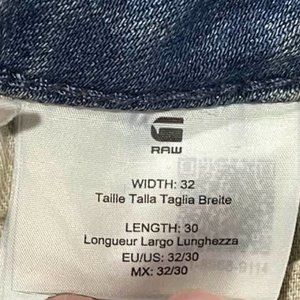 RAW
WIDTH: 32
Taille Talla Taglia Breite
LENGTH: 30
Longueur Largo Lunghezza
EU/US: 32/30
MX: 32/30